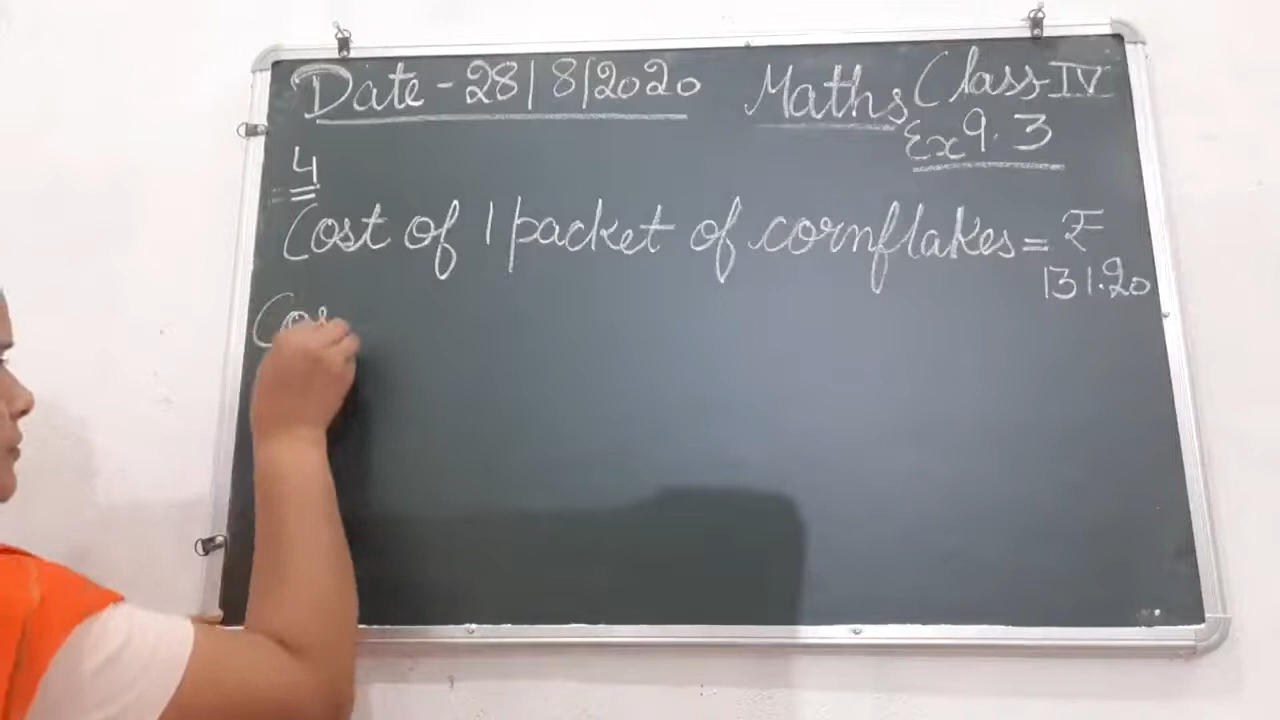 Date - 28/8/2020 Maths Class-IV
Ex 9.3
4
Cost of 1 packet of cornflakes = ₹
131.20
Cos